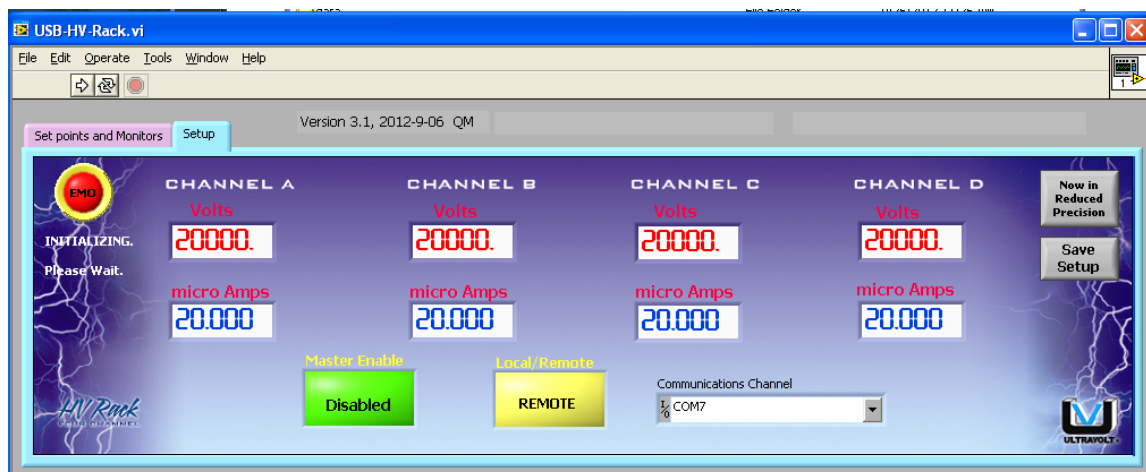 USB-HV-Rack.vi
File Edit Operate Tools Window Help
1
Set points and Monitors Setup Version 3.1, 2012-9-06 QM
EMO
INITIALIZING.
Please Wait.
CHANNEL A CHANNEL B CHANNEL C CHANNEL D
Volts Volts Volts Volts
20000. 20000. 20000. 20000.
micro Amps micro Amps micro Amps micro Amps
20.000 20.000 20.000 20.000
Now in
Reduced
Precision
Save
Setup
Master Enable Local/Remote
Disabled REMOTE
Communications Channel
I/O COM7
HV Rack
FOUR CHANNEL
ULTRAVOLT